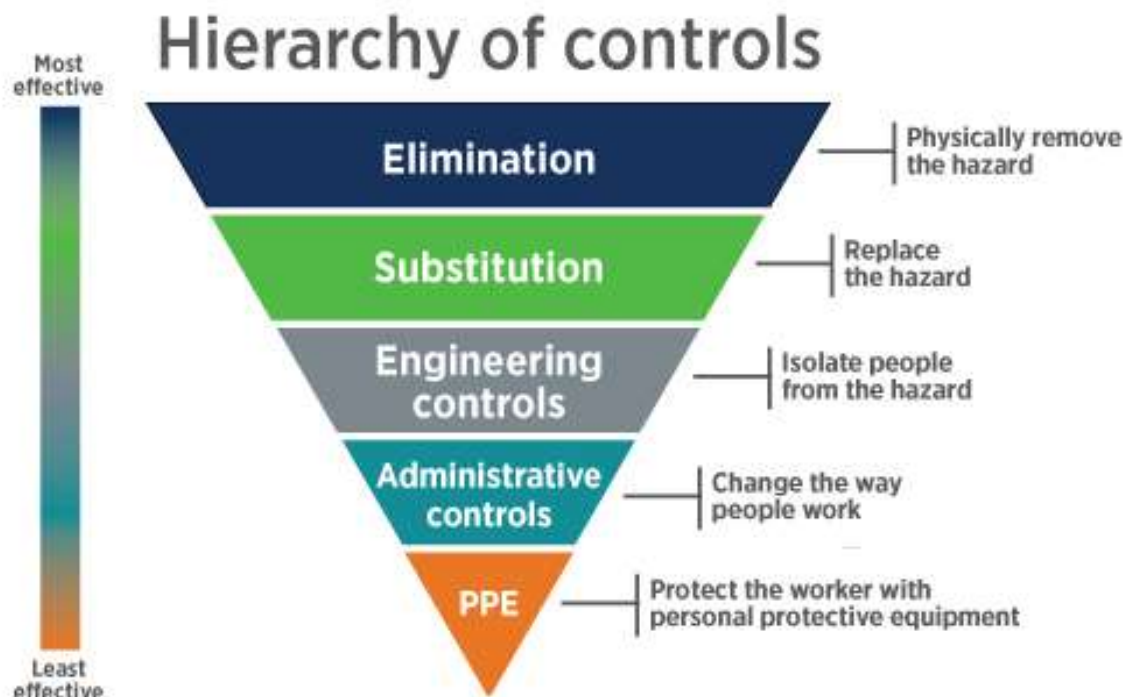 Hierarchy of controls
Most
effective
Elimination
Physically remove
the hazard
Substitution
Replace
the hazard
Engineering
controls
Isolate people
from the hazard
Administrative
controls
Change the way
people work
PPE
Protect the worker with
personal protective equipment
Least
effective